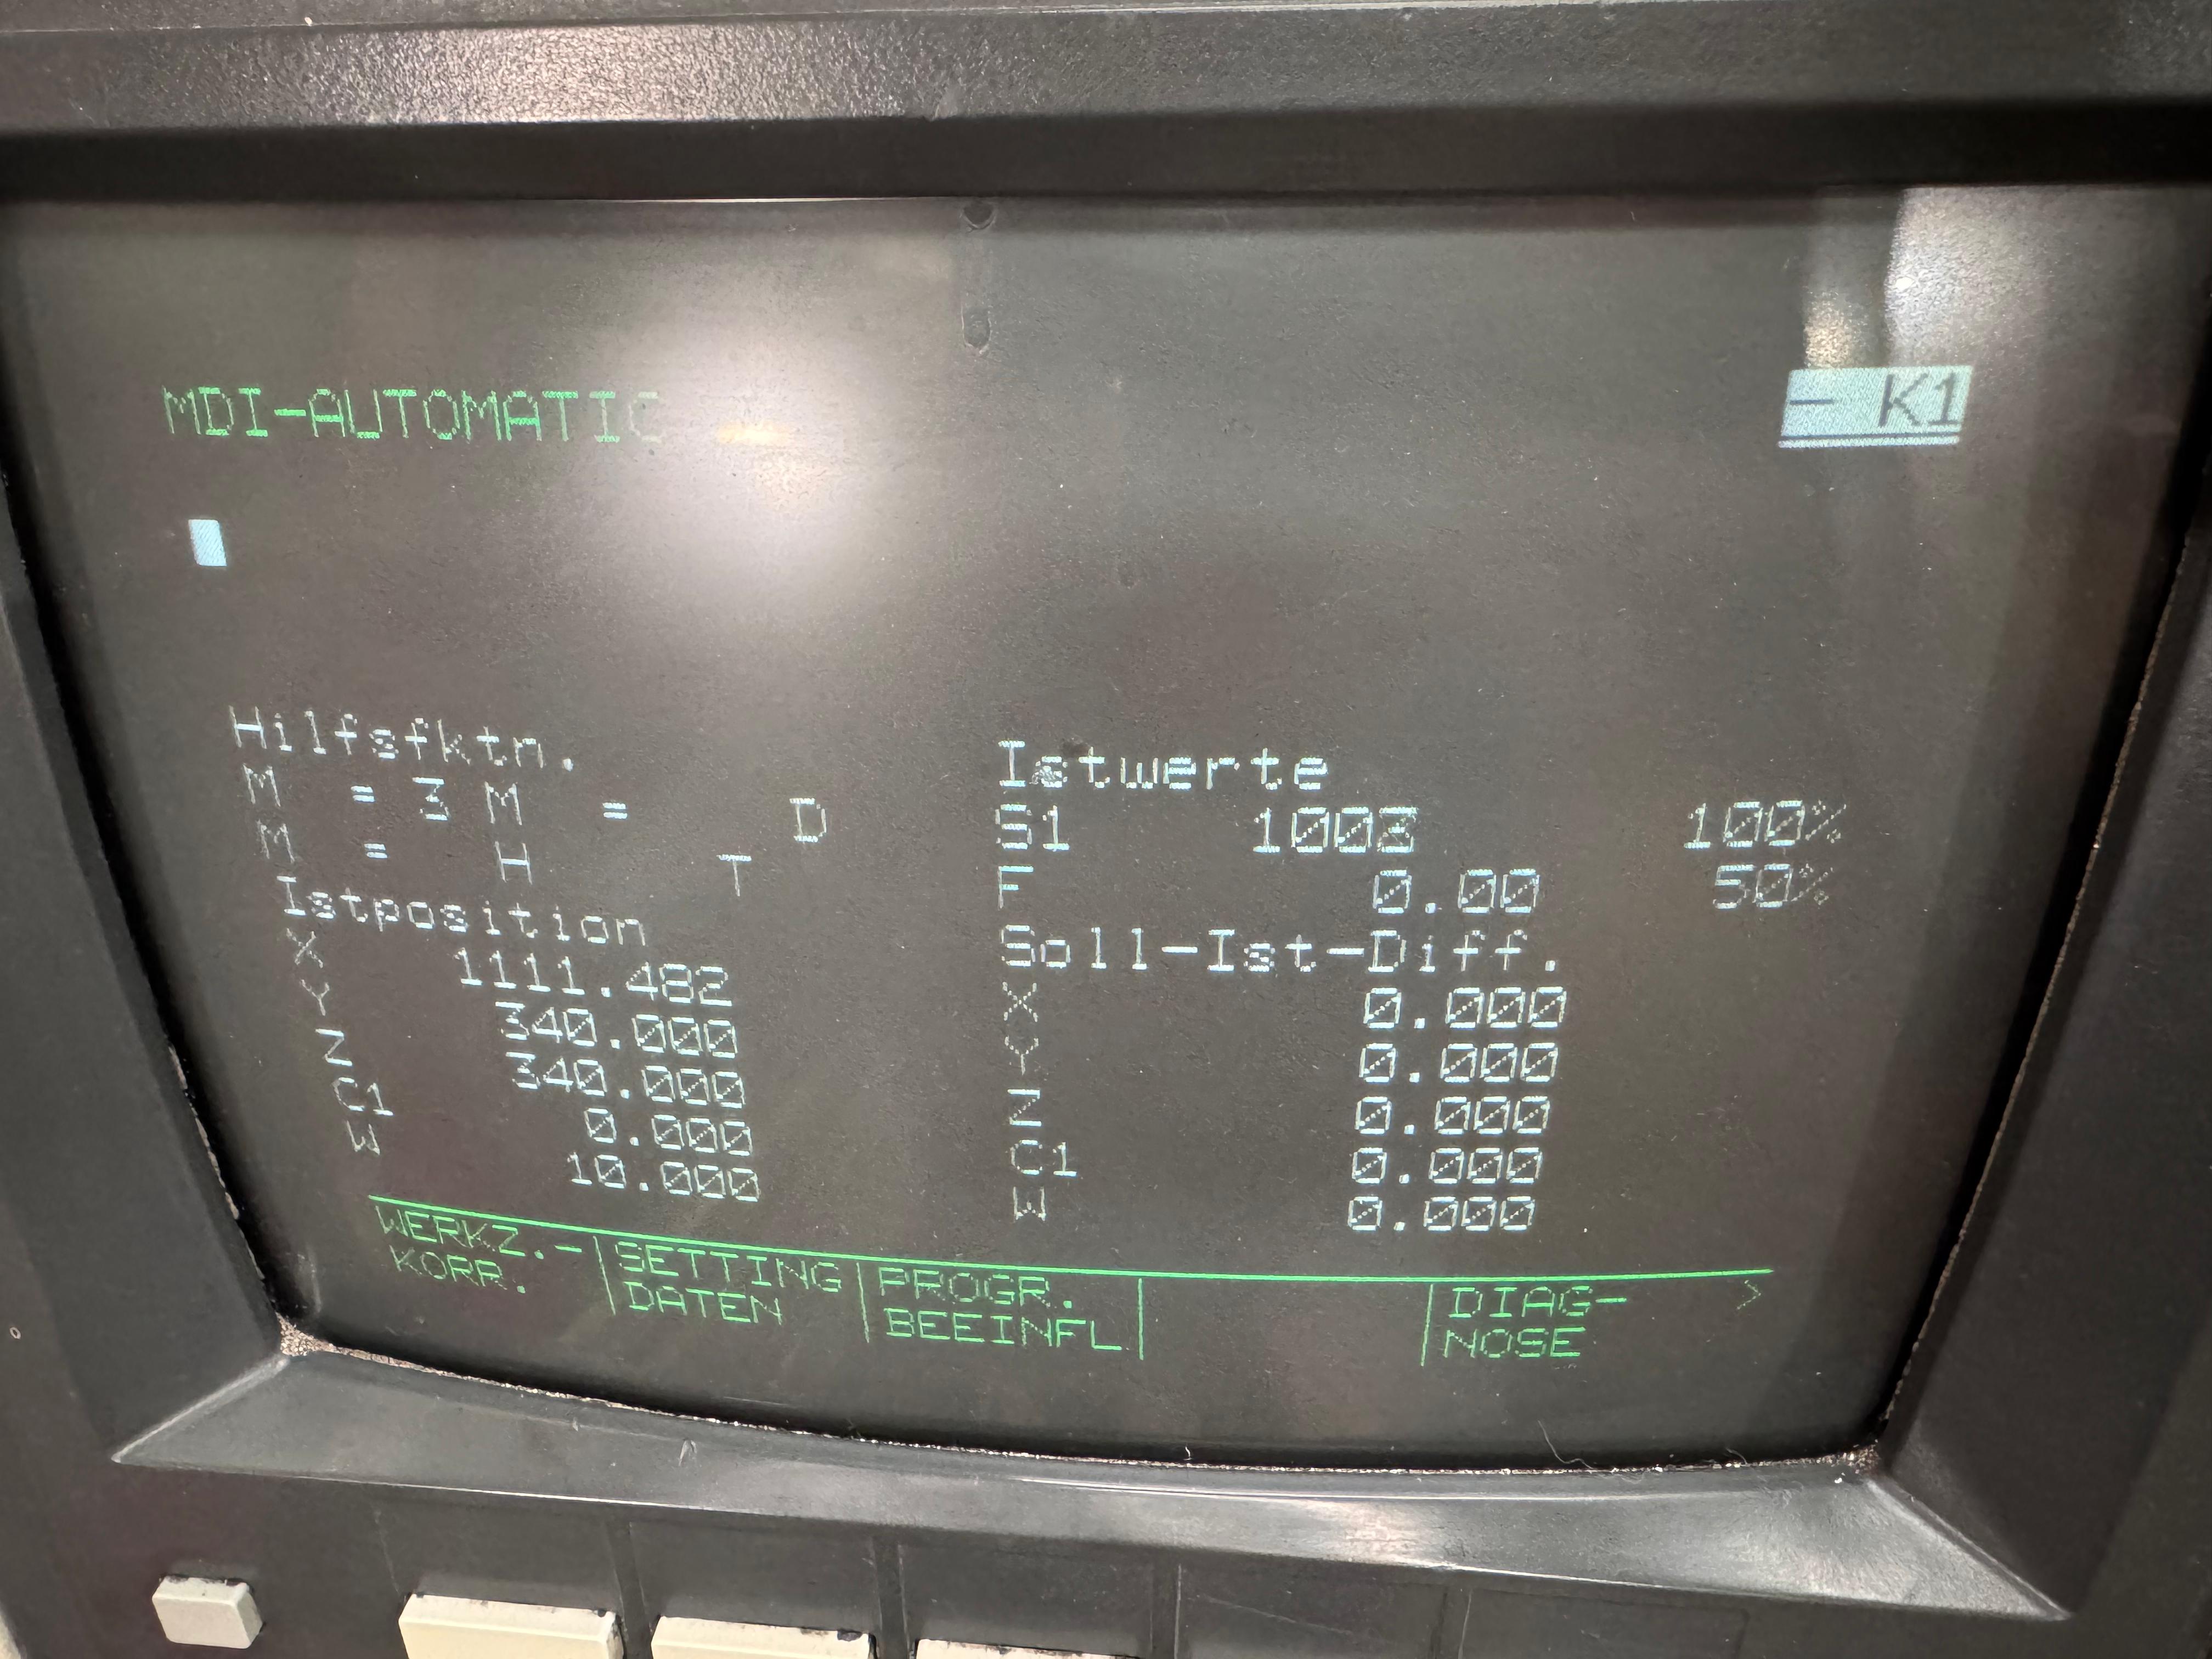 MDI-AUTOMATIC
- K1
Hilfsfktn.
M = 3 M = D
M = H T
Istposition
X 1111.482
Y 340.000
Z 340.000
C1 0.000
W 10.000
Istwerte
S1 1003 100%
F 0.00 50%
Soll-Ist-Diff.
X 0.000
Y 0.000
Z 0.000
C1 0.000
W 0.000
WERKZ.- KORR.
SETTING DATEN
PROGR. BEEINFL
DIAG- NOSE
>